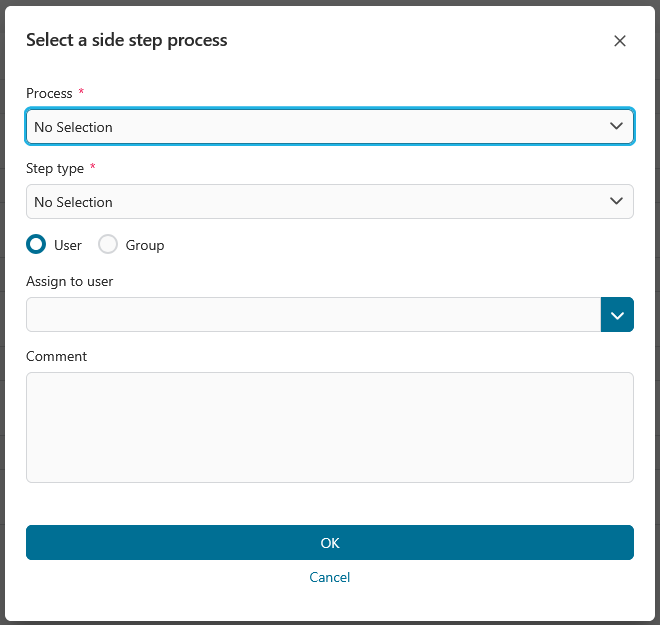 Select a side step process
Process *
No Selection
Step type *
No Selection
User Group
Assign to user
Comment
OK
Cancel